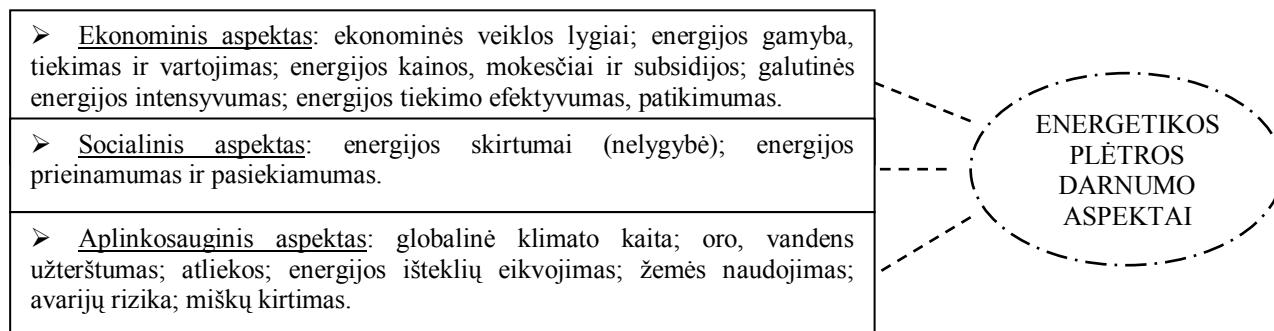 ➢ Ekonominis aspektas: ekonominės veiklos lygiai; energijos gamyba,
tiekimas ir vartojimas; energijos kainos, mokesčiai ir subsidijos; galutinės
energijos intensyvumas; energijos tiekimo efektyvumas, patikimumas.
➢ Socialinis aspektas: energijos skirtumai (nelygybė); energijos
prieinamumas ir pasiekiamumas.
➢ Aplinkosauginis aspektas: globalinė klimato kaita; oro, vandens
užterštumas; atliekos; energijos išteklių eikvojimas; žemės naudojimas;
avarijų rizika; miškų kirtimas.
ENERGETIKOS
PLĖTROS
DARNUMO
ASPEKTAI